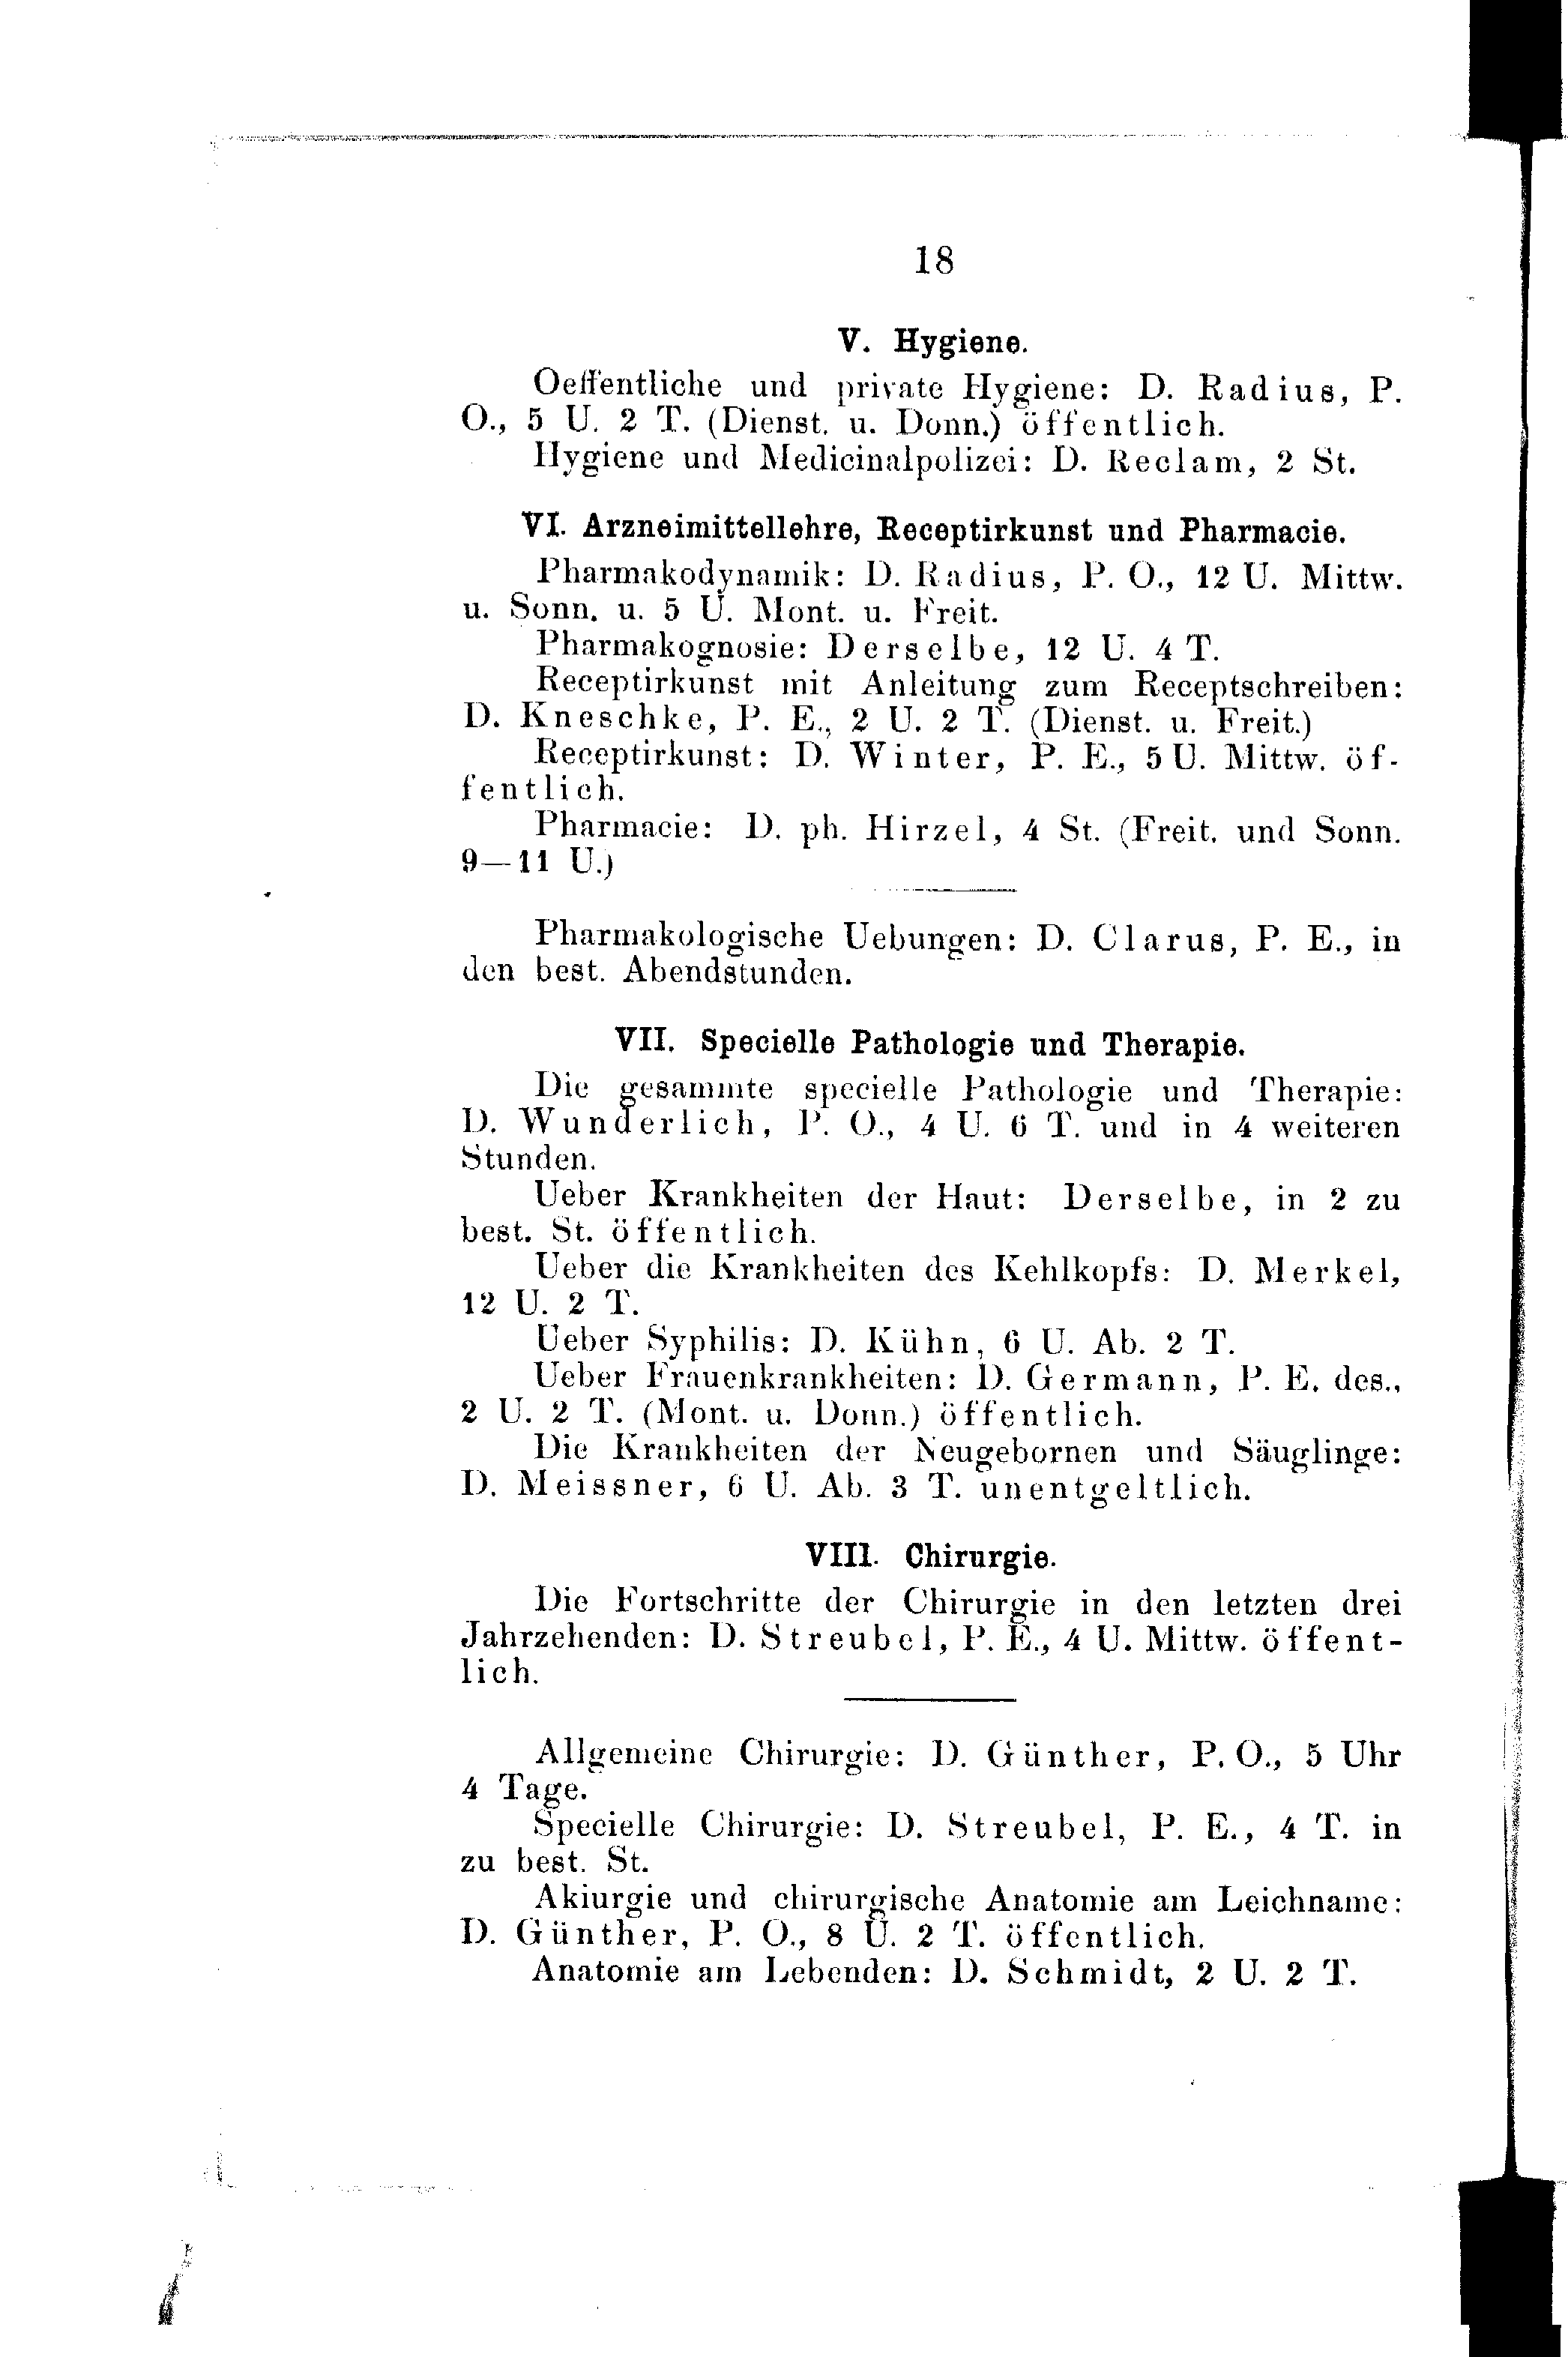 18
V. Hygiene.
Oeffentliche und private Hygiene: D. Radius, P.
O., 5 U. 2 T. (Dienst. u. Donn.) öffentlich.
Hygiene und Medicinalpolizei: D. Reclam, 2 St.
VI. Arzneimittellehre, Receptirkunst und Pharmacie.
Pharmakodynamik: D. Radius, P. O., 12 U. Mittw.
u. Sonn. u. 5 U. Mont. u. Freit.
Pharmakognosie: Derselbe, 12 U. 4 T.
Receptirkunst mit Anleitung zum Receptschreiben:
D. Kneschke, P. E., 2 U. 2 T. (Dienst. u. Freit.)
Receptirkunst: D. Winter, P. E., 5 U. Mittw. öf-
fentlich.
Pharmacie: D. ph. Hirzel, 4 St. (Freit. und Sonn.
9—11 U.)
Pharmakologische Uebungen: D. Clarus, P. E., in
den best. Abendstunden.
VII. Specielle Pathologie und Therapie.
Die gesammte specielle Pathologie und Therapie:
D. Wunderlich, P. O., 4 U. 6 T. und in 4 weiteren
Stunden.
Ueber Krankheiten der Haut: Derselbe, in 2 zu
best. St. öffentlich.
Ueber die Krankheiten des Kehlkopfs: D. Merkel,
12 U. 2 T.
Ueber Syphilis: D. Kühn, 6 U. Ab. 2 T.
Ueber Frauenkrankheiten: D. Germann, P. E. des.,
2 U. 2 T. (Mont. u. Donn.) öffentlich.
Die Krankheiten der Neugebornen und Säuglinge:
D. Meissner, 6 U. Ab. 3 T. unentgeltlich.
VIII. Chirurgie.
Die Fortschritte der Chirurgie in den letzten drei
Jahrzehenden: D. Streubel, P. E., 4 U. Mittw. öffent-
lich.
Allgemeine Chirurgie: D. Günther, P. O., 5 Uhr
4 Tage.
Specielle Chirurgie: D. Streubel, P. E., 4 T. in
zu best. St.
Akiurgie und chirurgische Anatomie am Leichname:
D. Günther, P. O., 8 U. 2 T. öffentlich.
Anatomie am Lebenden: D. Schmidt, 2 U. 2 T.